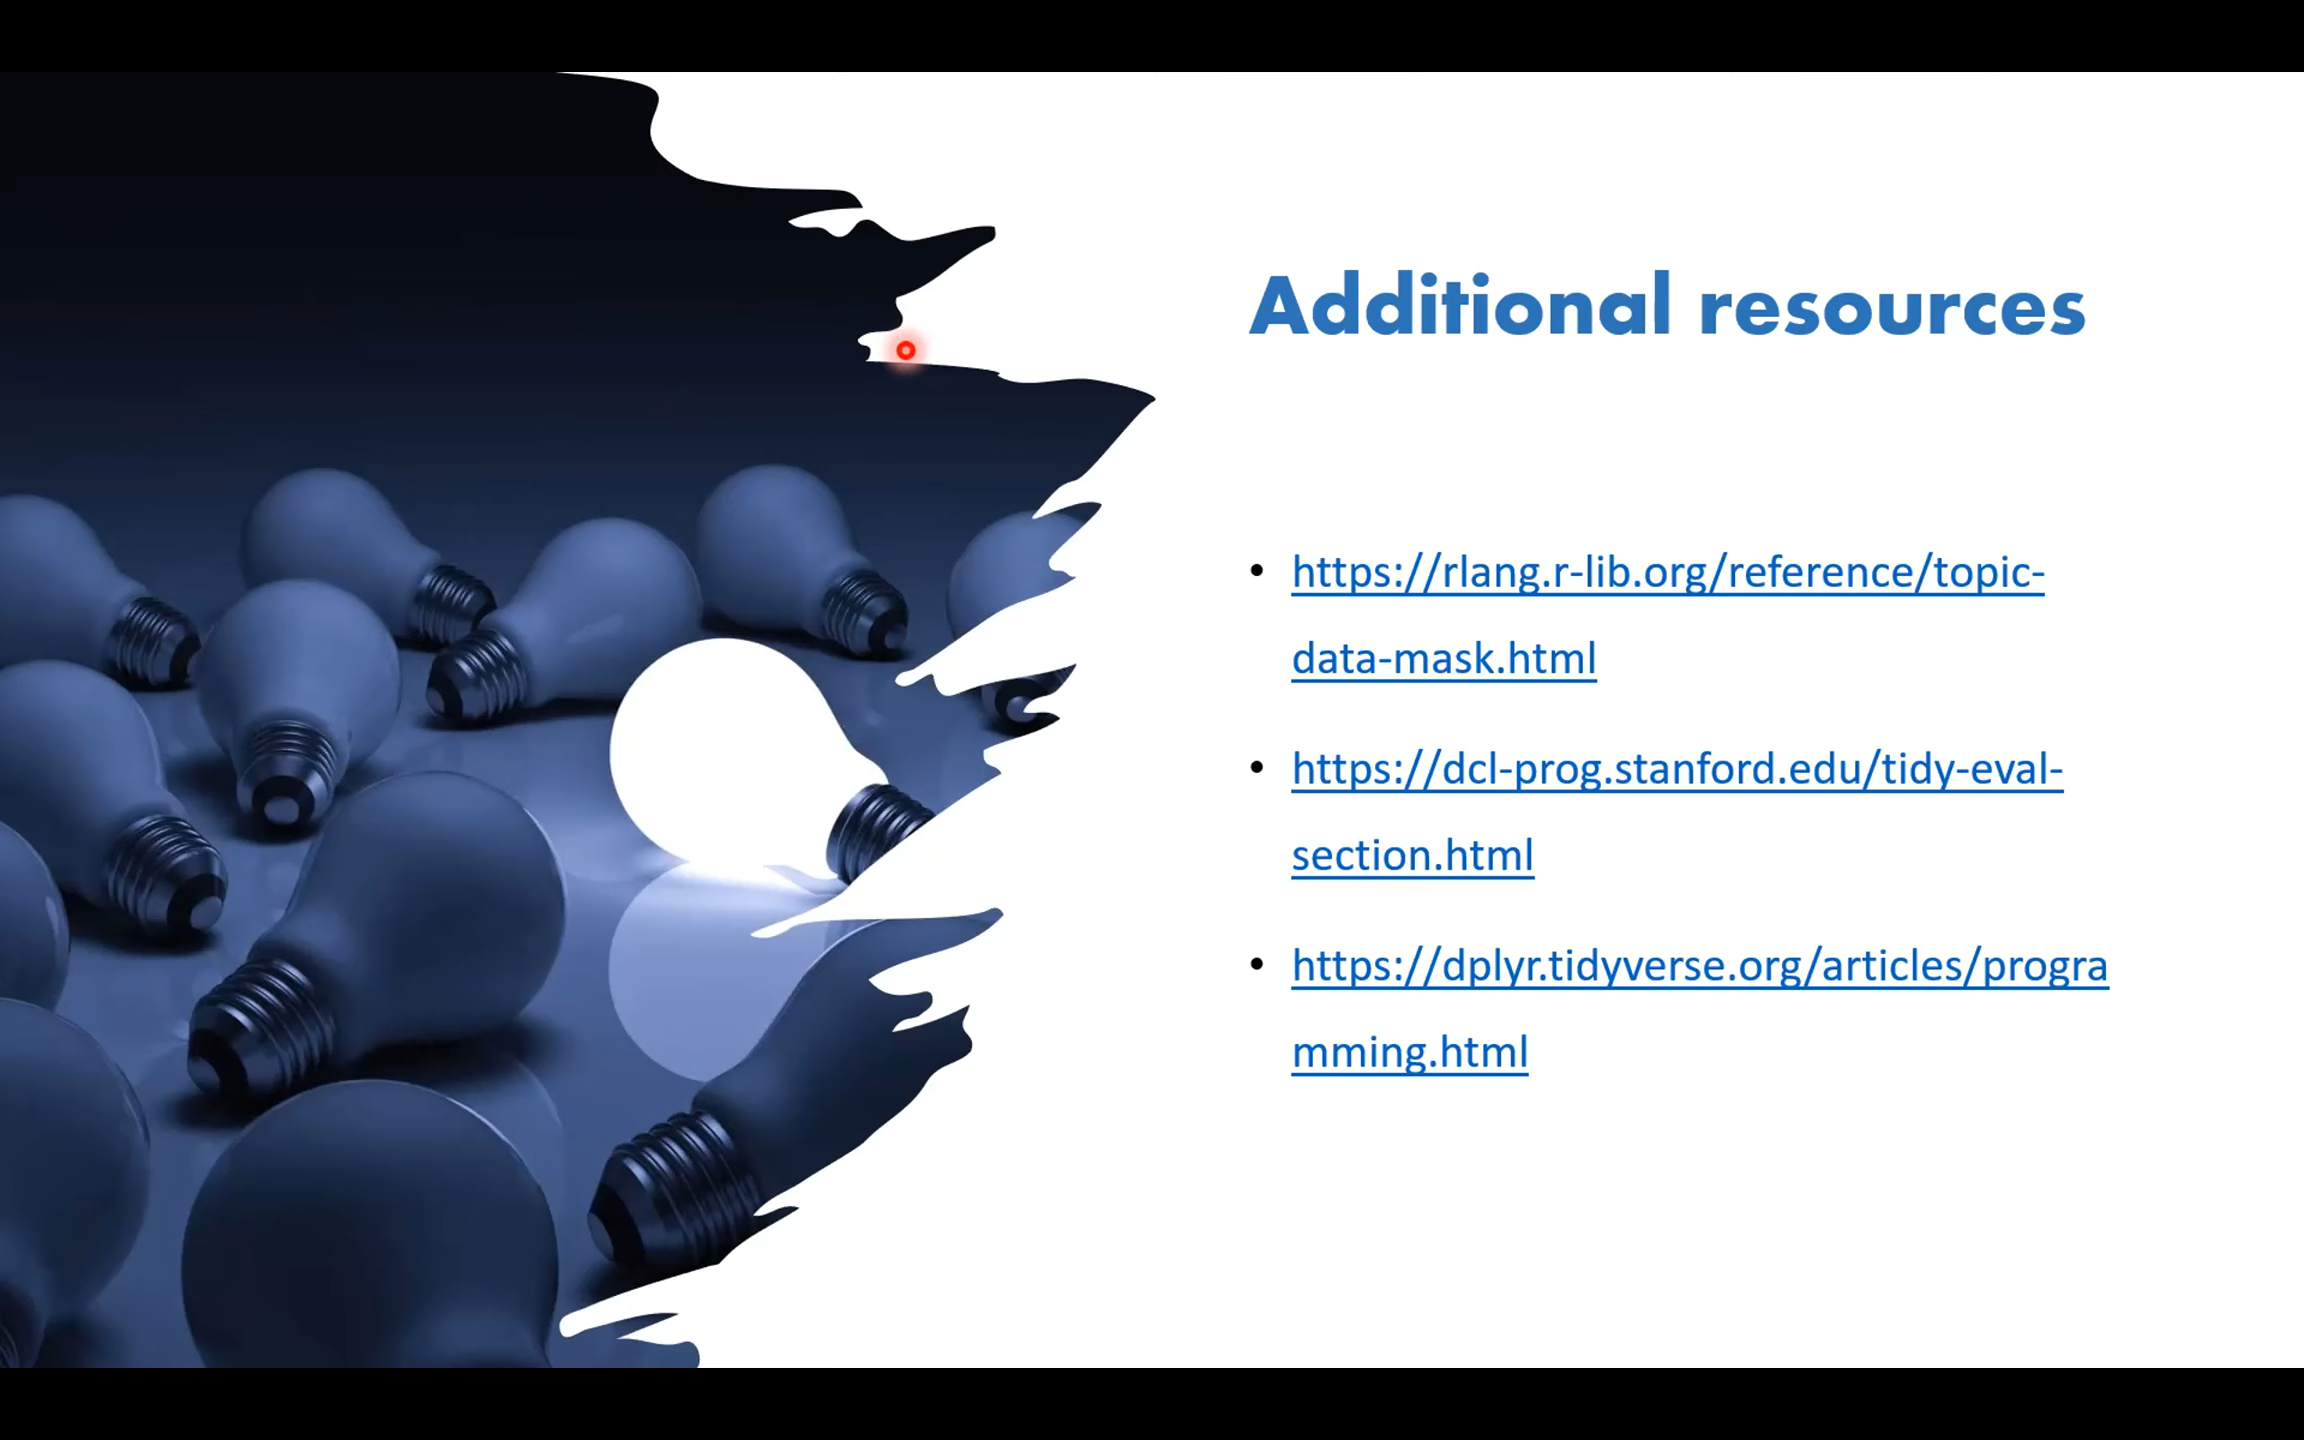 Additional resources
• https://rlang.r-lib.org/reference/topic-
data-mask.html
• https://dcl-prog.stanford.edu/tidy-eval-
section.html
• https://dplyr.tidyverse.org/articles/progra
mming.html